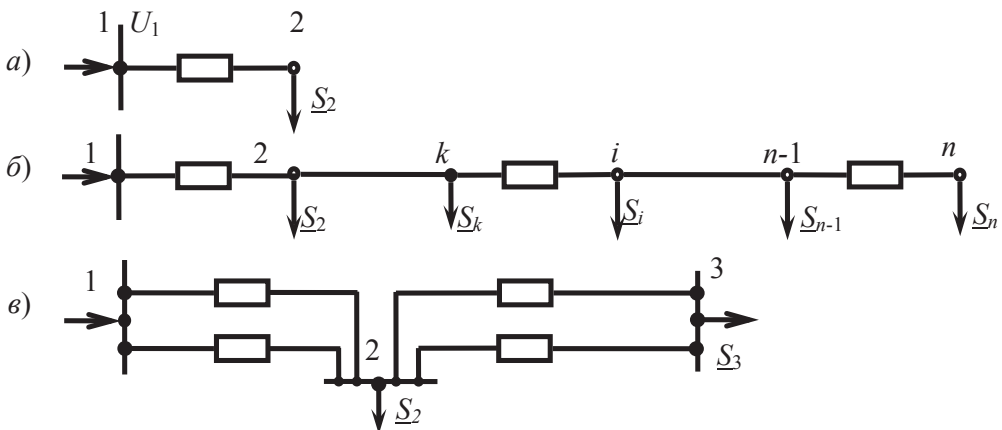 1 U1 2
а)
S2
1 2 k i n-1 n
б)
S2 Sk Si Sn-1 Sn
1 3
в)
2 S3
S2